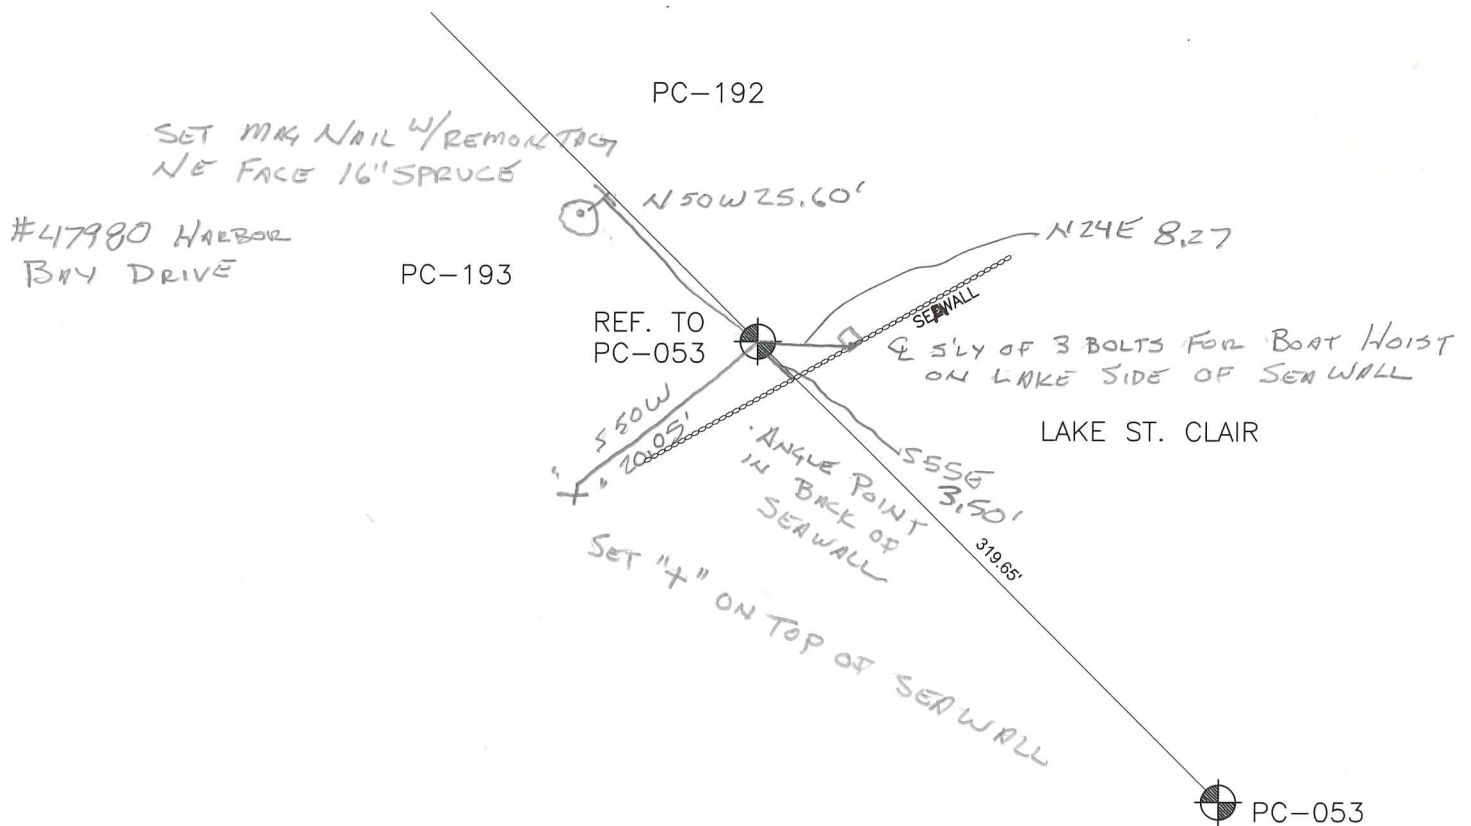 PC-192
SET MAG NAIL W/REMON TAG
NE FACE 16" SPRUCE
N50W 25.60'
#47980 HARBOR
BAY DRIVE
N24E 8.27
PC-193
SEAWALL
REF. TO
PC-053
℄ S'LY OF 3 BOLTS FOR BOAT HOIST
ON LAKE SIDE OF SEAWALL
LAKE ST. CLAIR
S50W
20.05'
"+"
ANGLE POINT
IN BACK OF
SEAWALL
S55E
3.50'
SET "+" ON TOP OF SEAWALL
319.65'
PC-053